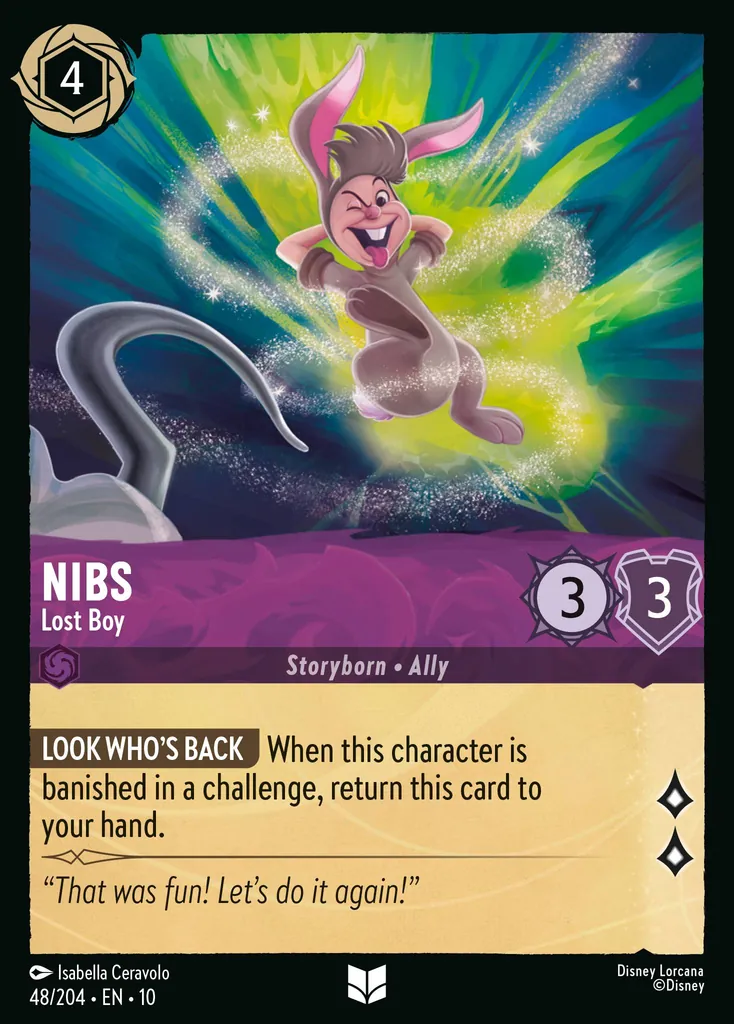 4
NIBS
Lost Boy
3
3
Storyborn • Ally
LOOK WHO'S BACK When this character is
banished in a challenge, return this card to
your hand.
“That was fun! Let's do it again!”
Isabella Ceravolo
48/204 • EN • 10
Disney Lorcana
©Disney